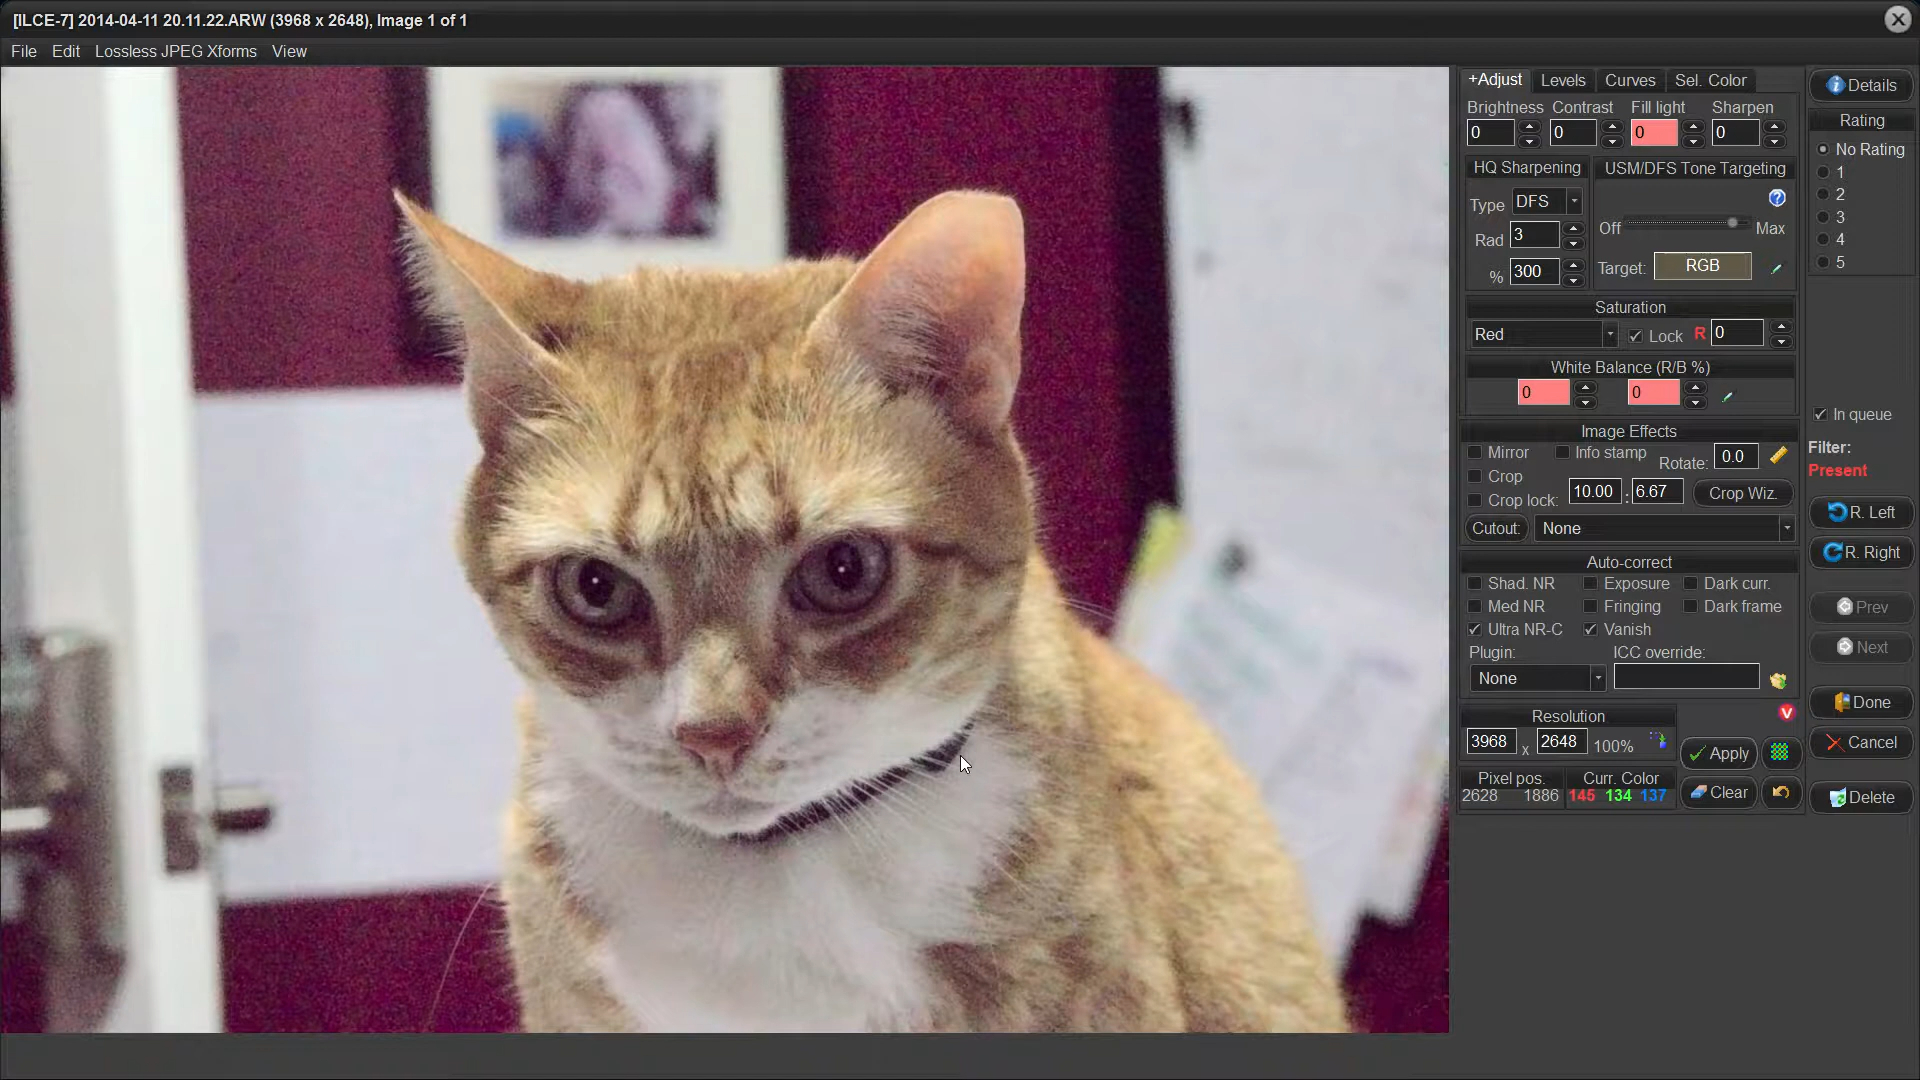 [ILCE-7] 2014-04-11 20.11.22.ARW (3968 x 2648), Image 1 of 1
File Edit Lossless JPEG Xforms View
+Adjust Levels Curves Sel. Color
Brightness Contrast Fill light Sharpen
0 0 0 0
HQ Sharpening
Type DFS
Rad 3
% 300
USM/DFS Tone Targeting
Off Max
Target: RGB
Saturation
Red Lock R 0
White Balance (R/B %)
0 0
Image Effects
Mirror Info stamp Rotate: 0.0
Crop
Crop lock: 10.00 : 6.67 Crop Wiz.
Cutout: None
Auto-correct
Shad. NR Exposure Dark curr.
Med NR Fringing Dark frame
Ultra NR-C Vanish
Plugin: ICC override:
None
Resolution
3968 x 2648 100%
V
Apply
Pixel pos. Curr. Color
2628 1886 145 134 137
Clear
Details
Rating
No Rating
1
2
3
4
5
In queue
Filter:
Present
R. Left
R. Right
Prev
Next
Done
Cancel
Delete